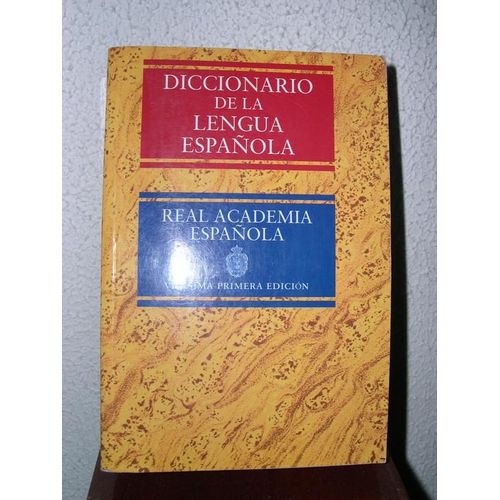 DICCIONARIO
DE LA
LENGUA
ESPAÑOLA
REAL ACADEMIA
ESPAÑOLA
PRIMERA EDICIÓN